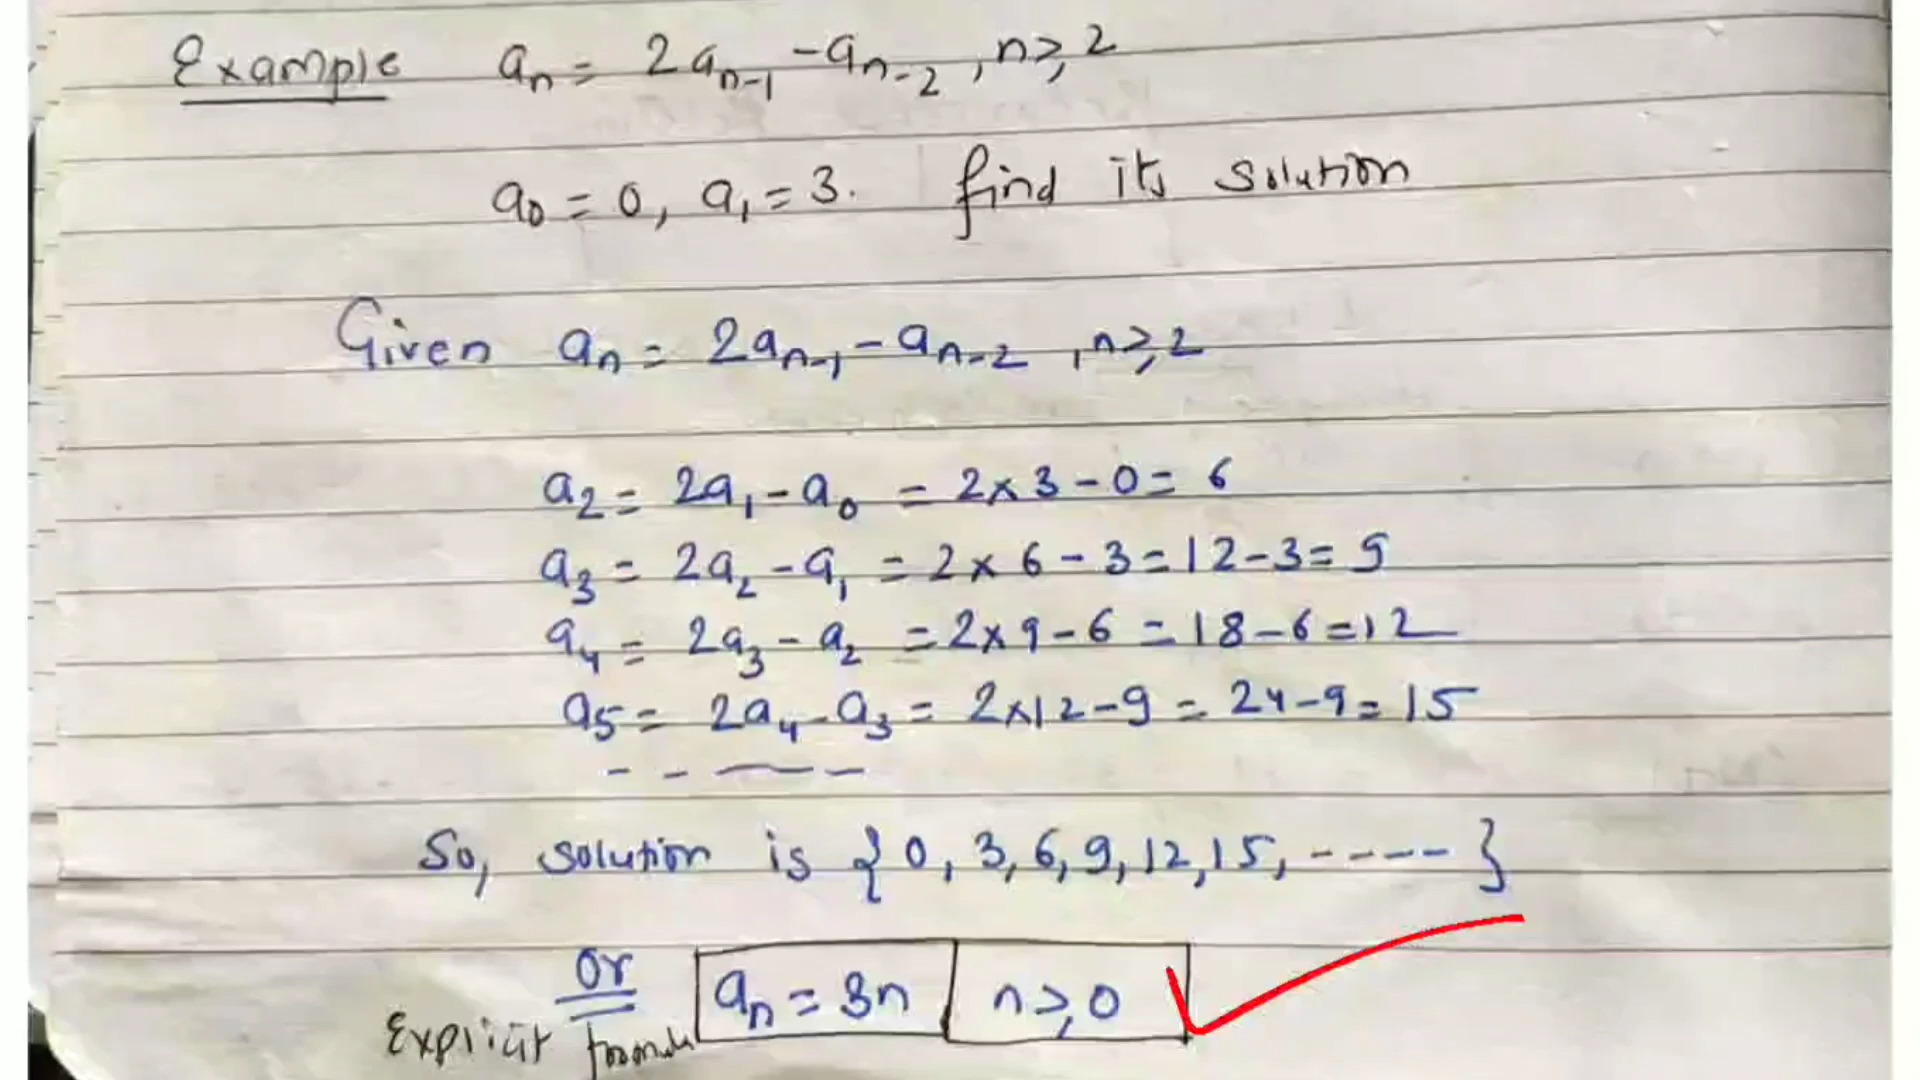 Example aₙ = 2aₙ₋₁ - aₙ₋₂, n ≥ 2
a₀ = 0, a₁ = 3. find its solution
Given aₙ = 2aₙ₋₁ - aₙ₋₂, n ≥ 2
a₂ = 2a₁ - a₀ = 2×3-0 = 6
a₃ = 2a₂ - a₁ = 2×6-3 = 12-3 = 9
a₄ = 2a₃ - a₂ = 2×9-6 = 18-6 = 12
a₅ = 2a₄ - a₃ = 2×12-9 = 24-9 = 15
So, solution is {0, 3, 6, 9, 12, 15, ----}
Or aₙ = 3n n ≥ 0
Explicit formula